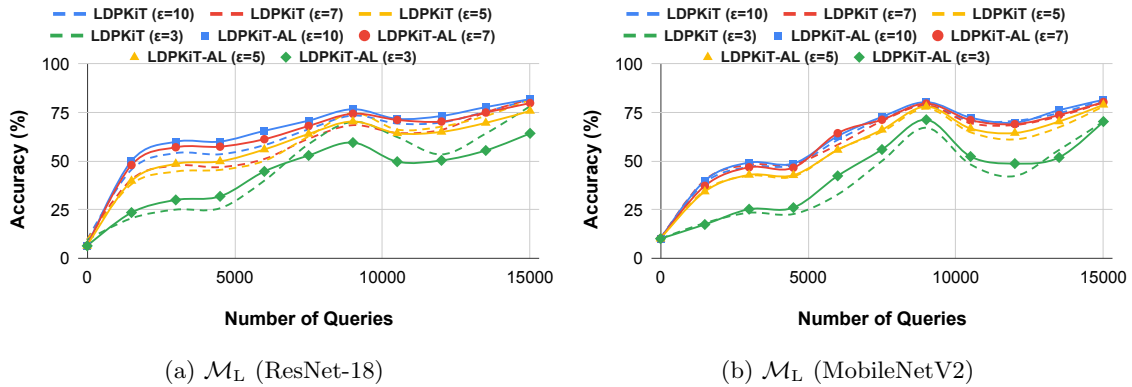 LDPKiT (ε=10) LDPKiT (ε=7) LDPKiT (ε=5)
LDPKiT (ε=3) LDPKiT-AL (ε=10) LDPKiT-AL (ε=7)
LDPKiT-AL (ε=5) LDPKiT-AL (ε=3)
100
75
50
25
0
Accuracy (%)
0 5000 10000 15000
Number of Queries
(a) M_L (ResNet-18)
LDPKiT (ε=10) LDPKiT (ε=7) LDPKiT (ε=5)
LDPKiT (ε=3) LDPKiT-AL (ε=10) LDPKiT-AL (ε=7)
LDPKiT-AL (ε=5) LDPKiT-AL (ε=3)
100
75
50
25
0
Accuracy (%)
0 5000 10000 15000
Number of Queries
(b) M_L (MobileNetV2)